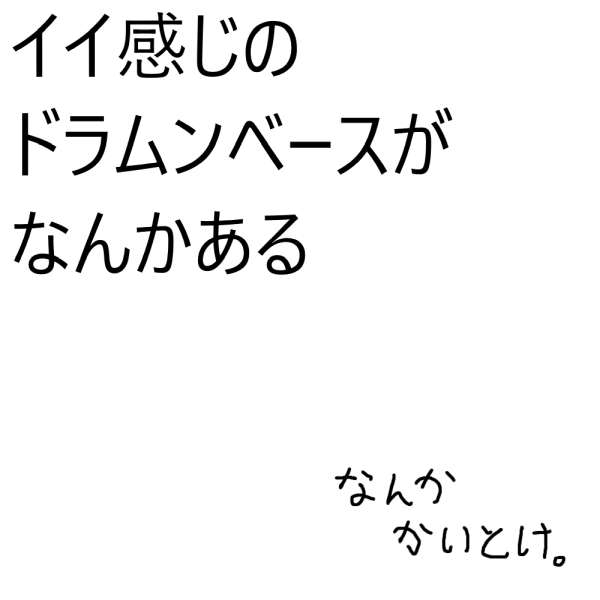 イイ感じの
ドラムンベースが
なんかある
なんか
かいとけ。